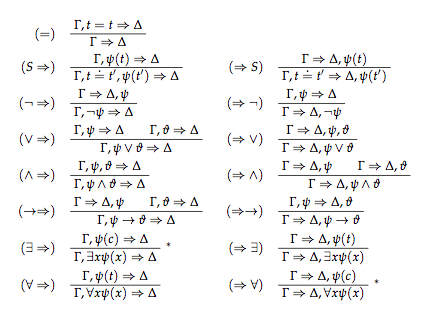 (=) Γ, t = t ⇒ Δ / Γ ⇒ Δ
(S ⇒) Γ, ψ(t) ⇒ Δ / Γ, t ≐ t′, ψ(t′) ⇒ Δ (⇒ S) Γ ⇒ Δ, ψ(t) / Γ, t ≐ t′ ⇒ Δ, ψ(t′)
(¬ ⇒) Γ ⇒ Δ, ψ / Γ, ¬ψ ⇒ Δ (⇒ ¬) Γ, ψ ⇒ Δ / Γ ⇒ Δ, ¬ψ
(∨ ⇒) Γ, ψ ⇒ Δ Γ, ϑ ⇒ Δ / Γ, ψ ∨ ϑ ⇒ Δ (⇒ ∨) Γ ⇒ Δ, ψ, ϑ / Γ ⇒ Δ, ψ ∨ ϑ
(∧ ⇒) Γ, ψ, ϑ ⇒ Δ / Γ, ψ ∧ ϑ ⇒ Δ (⇒ ∧) Γ ⇒ Δ, ψ Γ ⇒ Δ, ϑ / Γ ⇒ Δ, ψ ∧ ϑ
(→⇒) Γ ⇒ Δ, ψ Γ, ϑ ⇒ Δ / Γ, ψ → ϑ ⇒ Δ (⇒→) Γ, ψ ⇒ Δ, ϑ / Γ ⇒ Δ, ψ → ϑ
(∃ ⇒) Γ, ψ(c) ⇒ Δ / Γ, ∃xψ(x) ⇒ Δ * (⇒ ∃) Γ ⇒ Δ, ψ(t) / Γ ⇒ Δ, ∃xψ(x)
(∀ ⇒) Γ, ψ(t) ⇒ Δ / Γ, ∀xψ(x) ⇒ Δ (⇒ ∀) Γ ⇒ Δ, ψ(c) / Γ ⇒ Δ, ∀xψ(x) *